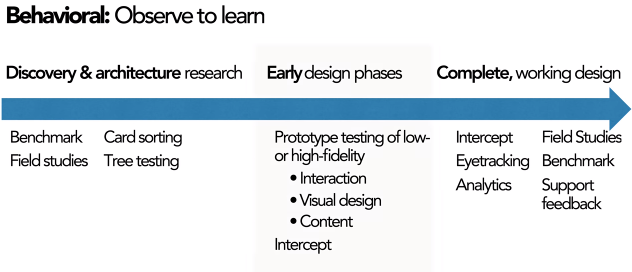 Behavioral: Observe to learn
Discovery & architecture research
Early design phases
Complete, working design
Benchmark
Field studies
Card sorting
Tree testing
Prototype testing of low-
or high-fidelity
• Interaction
• Visual design
• Content
Intercept
Intercept
Eyetracking
Analytics
Field Studies
Benchmark
Support
feedback